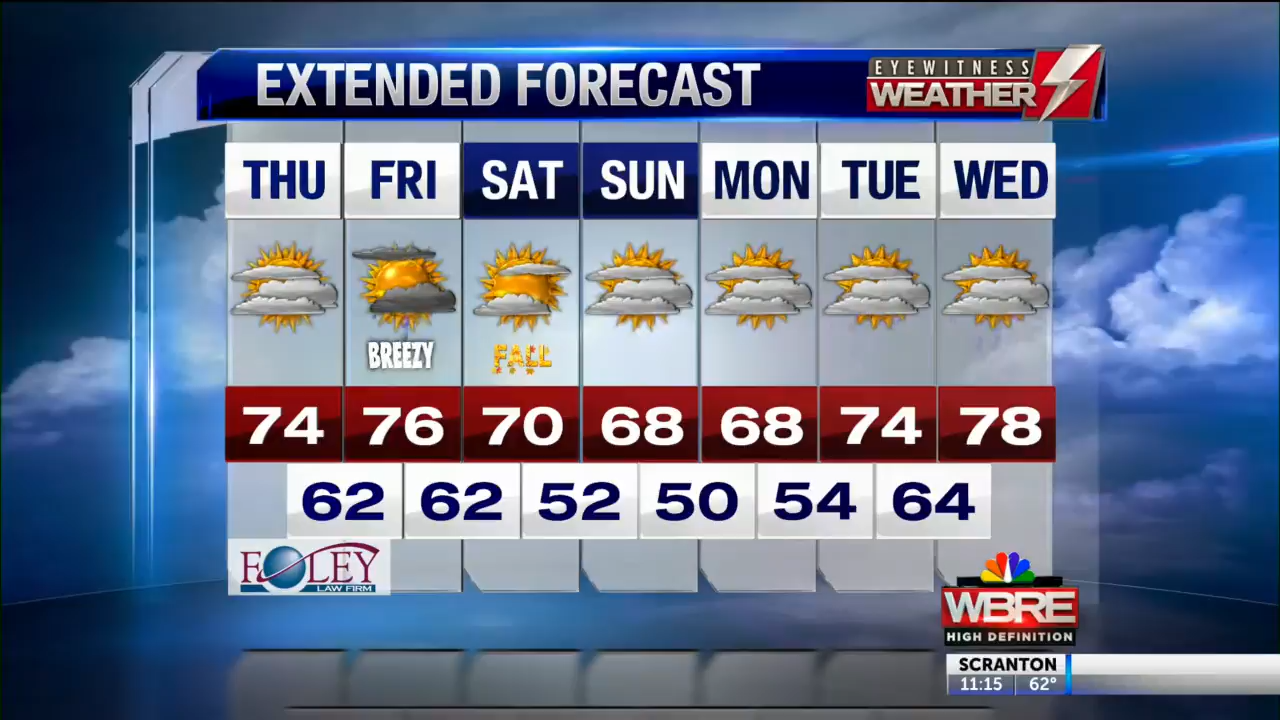 EXTENDED FORECAST
EYEWITNESS
WEATHER
THU FRI SAT SUN MON TUE WED
BREEZY FALL
74 76 70 68 68 74 78
62 62 52 50 54 64
FOLEY
LAW FIRM
WBRE
HIGH DEFINITION
SCRANTON
11:15 62°